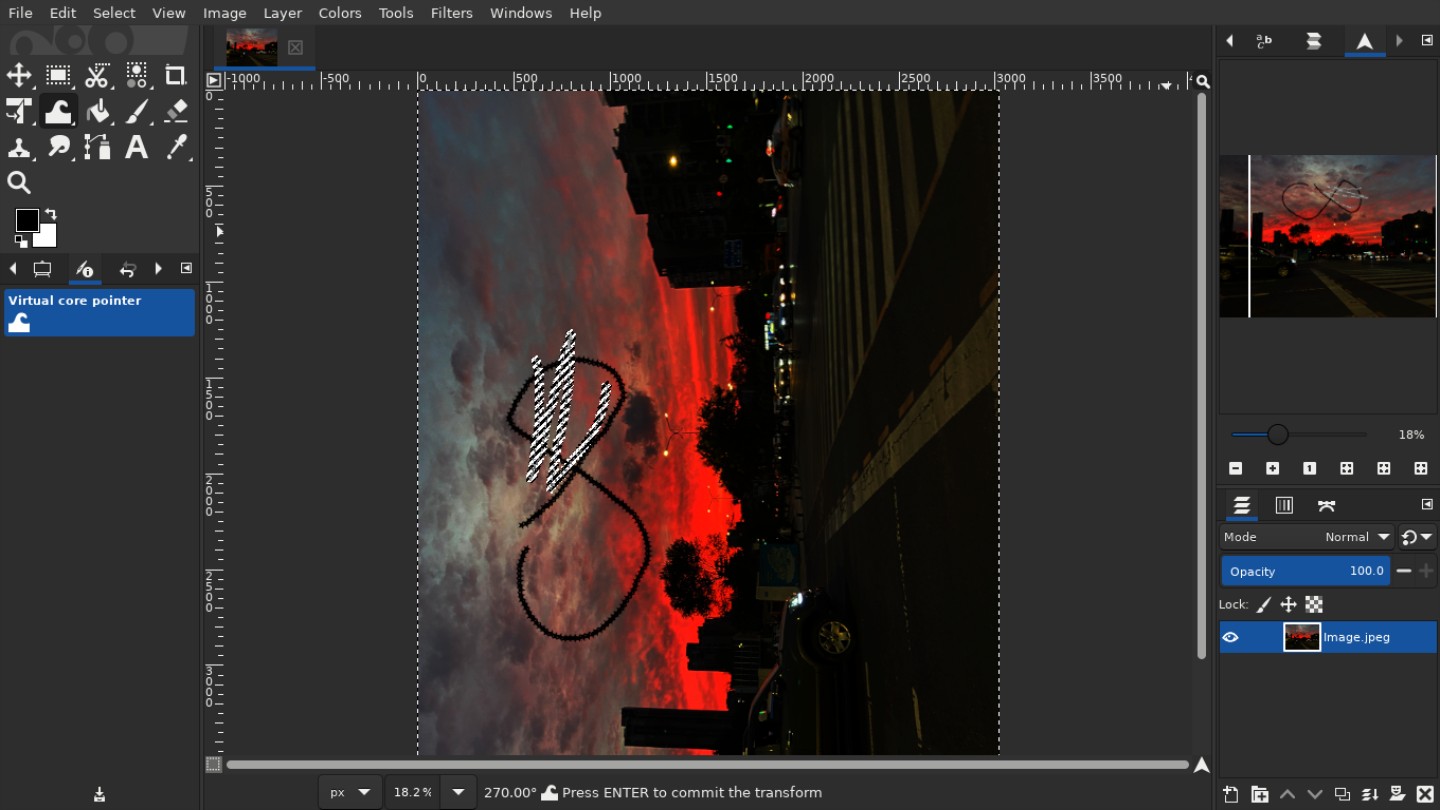 File Edit Select View Image Layer Colors Tools Filters Windows Help
-1000 -500 0 500 1000 1500 2000 2500 3000 3500
0
500
1000
1500
2000
2500
3000
Virtual core pointer
px 18.2% 270.00° Press ENTER to commit the transform
18%
Mode Normal
Opacity 100.0
Lock:
Image.jpeg